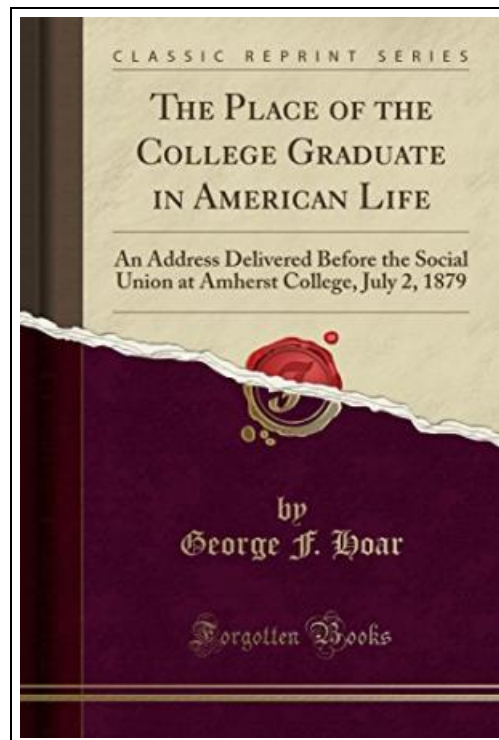 CLASSIC REPRINT SERIES
THE PLACE OF THE
COLLEGE GRADUATE
IN AMERICAN LIFE
An Address Delivered Before the Social
Union at Amherst College, July 2, 1879
by
George F. Hoar
Forgotten Books